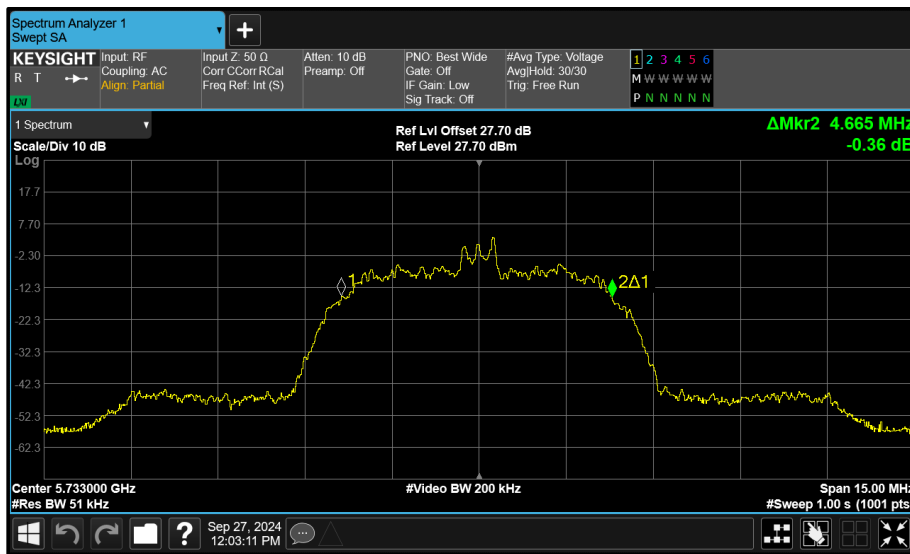 Spectrum Analyzer 1
Swept SA
KEYSIGHT
R T
LXI
Input: RF
Coupling: AC
Align: Partial
Input Z: 50 Ω
Corr CCorr RCal
Freq Ref: Int (S)
Atten: 10 dB
Preamp: Off
PNO: Best Wide
Gate: Off
IF Gain: Low
Sig Track: Off
#Avg Type: Voltage
Avg|Hold: 30/30
Trig: Free Run
1 2 3 4 5 6
M W W W W W
P N N N N N
1 Spectrum
Scale/Div 10 dB
Log
Ref Lvl Offset 27.70 dB
Ref Level 27.70 dBm
ΔMkr2 4.665 MHz
-0.36 dB
17.7
7.70
-2.30
-12.3
-22.3
-32.3
-42.3
-52.3
-62.3
1
2Δ1
Center 5.733000 GHz
#Res BW 51 kHz
#Video BW 200 kHz
Span 15.00 MHz
#Sweep 1.00 s (1001 pts
?
Sep 27, 2024
12:03:11 PM